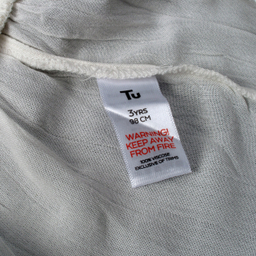 Tu
3YRS
98 CM
WARNING!
KEEP AWAY
FROM FIRE
100% VISCOSE
EXCLUSIVE OF TRIMS